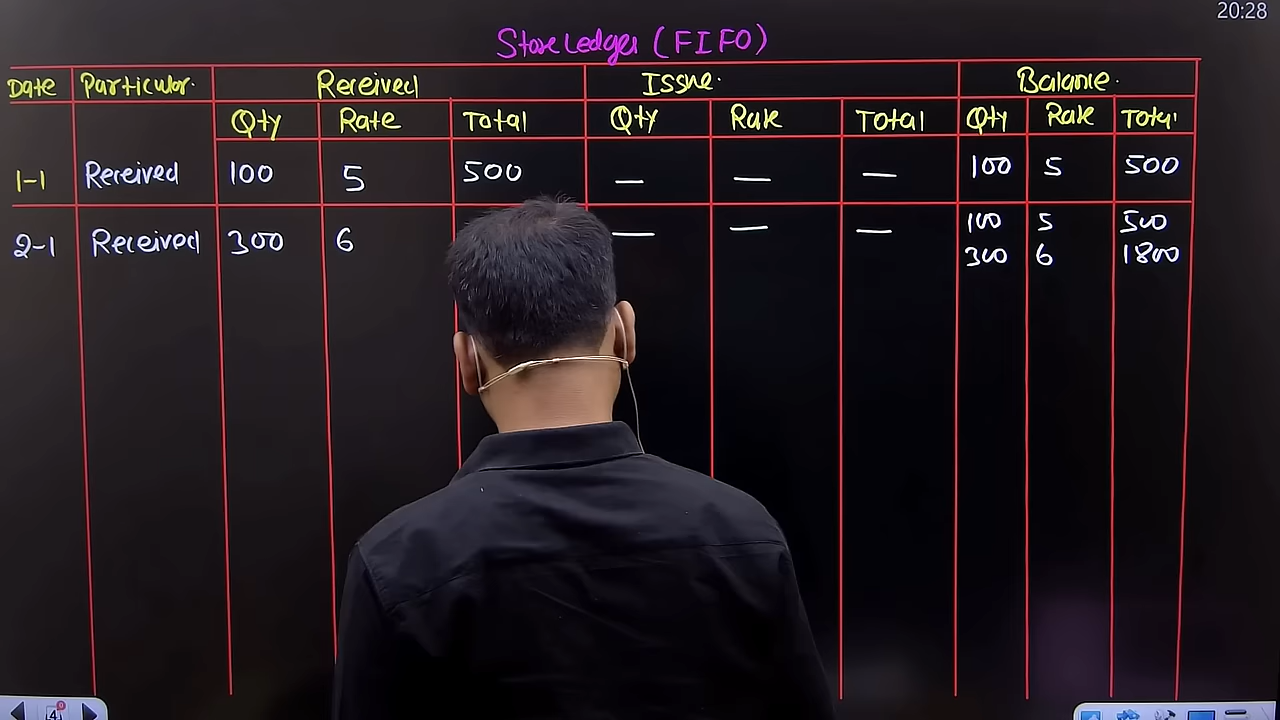 20:28
Store Ledger (FIFO)
Date Particular. Received Issue. Balance.
Qty Rate Total Qty Rate Total Qty Rate Total
1-1 Received 100 5 500 — — — 100 5 500
2-1 Received 300 6 — — — 100 5 500
300 6 1800
4